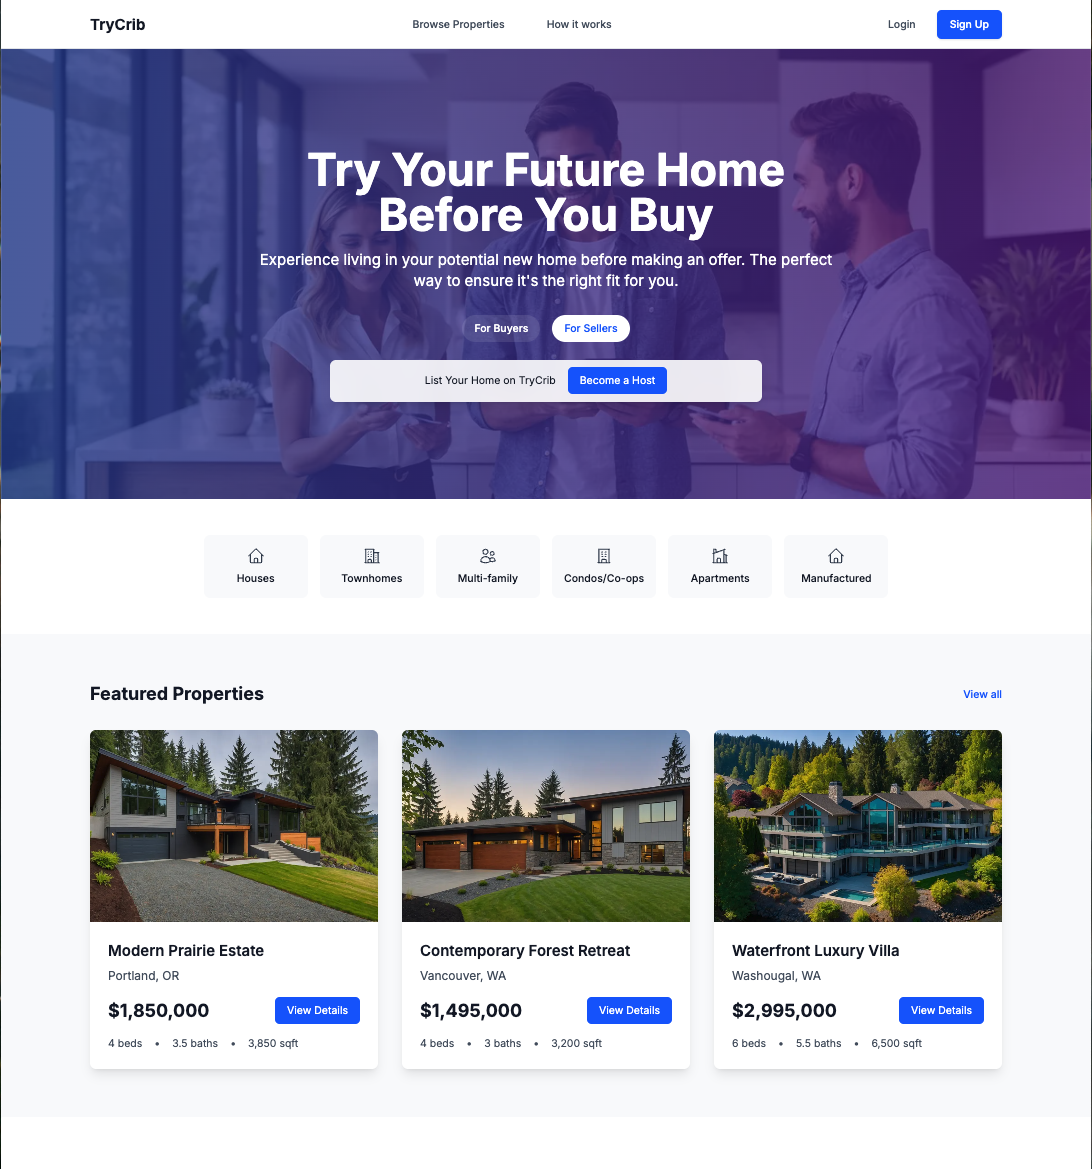 TryCrib
Browse Properties
How it works
Login
Sign Up
Try Your Future Home
Before You Buy
Experience living in your potential new home before making an offer. The perfect
way to ensure it's the right fit for you.
For Buyers
For Sellers
List Your Home on TryCrib
Become a Host
Houses
Townhomes
Multi-family
Condos/Co-ops
Apartments
Manufactured
Featured Properties
View all
Modern Prairie Estate
Portland, OR
$1,850,000
View Details
4 beds • 3.5 baths • 3,850 sqft
Contemporary Forest Retreat
Vancouver, WA
$1,495,000
View Details
4 beds • 3 baths • 3,200 sqft
Waterfront Luxury Villa
Washougal, WA
$2,995,000
View Details
6 beds • 5.5 baths • 6,500 sqft